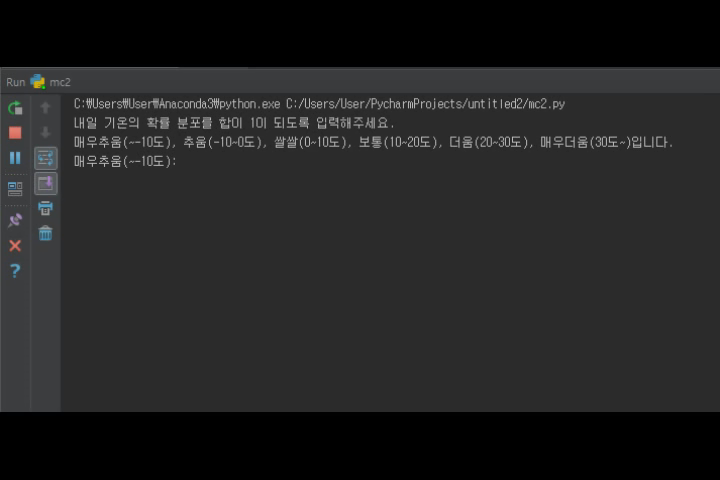 Run mc2
C:₩Users₩User₩Anaconda3₩python.exe C:/Users/User/PycharmProjects/untitled2/mc2.py
내일 기온의 확률 분포를 합이 1이 되도록 입력해주세요.
매우추움(~-10도), 추움(-10~0도), 쌀쌀(0~10도), 보통(10~20도), 더움(20~30도), 매우더움(30도~)입니다.
매우추움(~-10도):